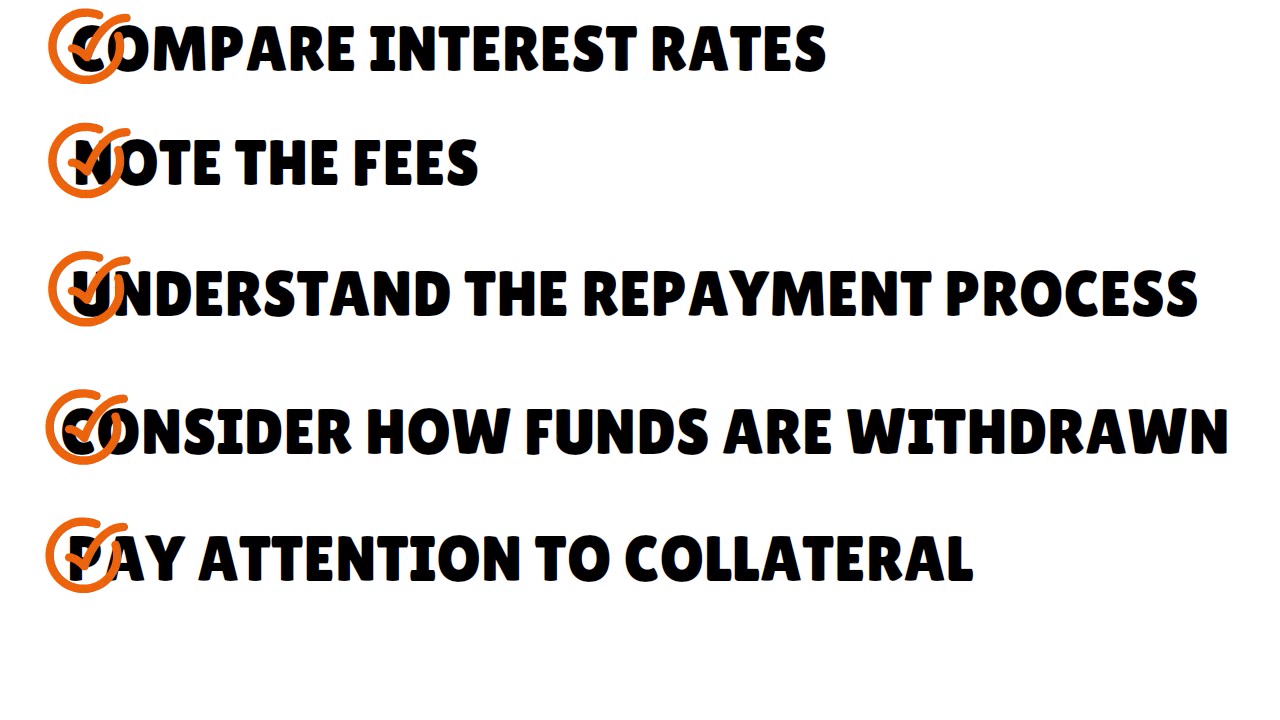 COMPARE INTEREST RATES
NOTE THE FEES
UNDERSTAND THE REPAYMENT PROCESS
CONSIDER HOW FUNDS ARE WITHDRAWN
PAY ATTENTION TO COLLATERAL